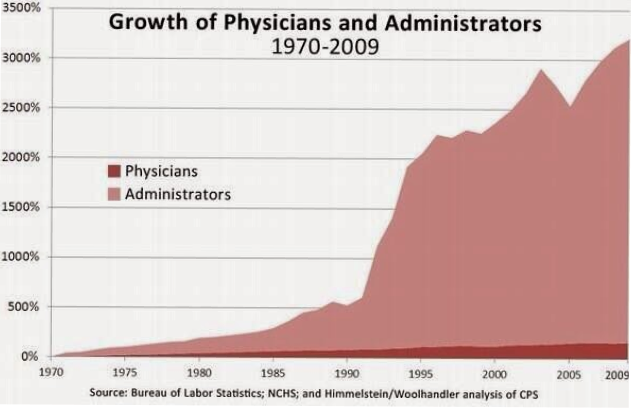 Growth of Physicians and Administrators
1970-2009
3500%
3000%
2500%
2000%
1500%
1000%
500%
0%
Physicians
Administrators
1970 1975 1980 1985 1990 1995 2000 2005 2009
Source: Bureau of Labor Statistics; NCHS; and Himmelstein/Woolhandler analysis of CPS